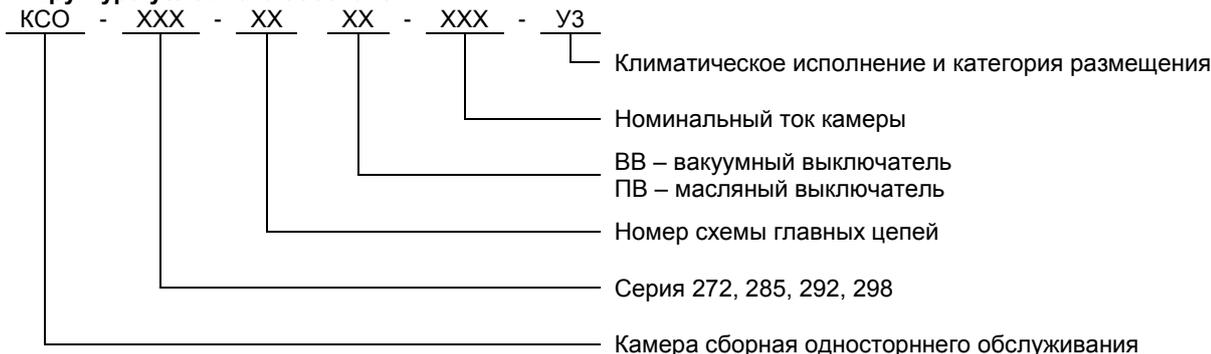 КСО - ХХХ - ХХ ХХ - ХХХ - У3
Климатическое исполнение и категория размещения
Номинальный ток камеры
ВВ – вакуумный выключатель
ПВ – масляный выключатель
Номер схемы главных цепей
Серия 272, 285, 292, 298
Камера сборная одностороннего обслуживания